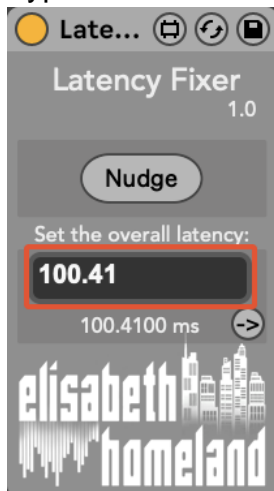 Late...
Latency Fixer
1.0
Nudge
Set the overall latency:
100.41
100.4100 ms
->
elisabeth
homeland